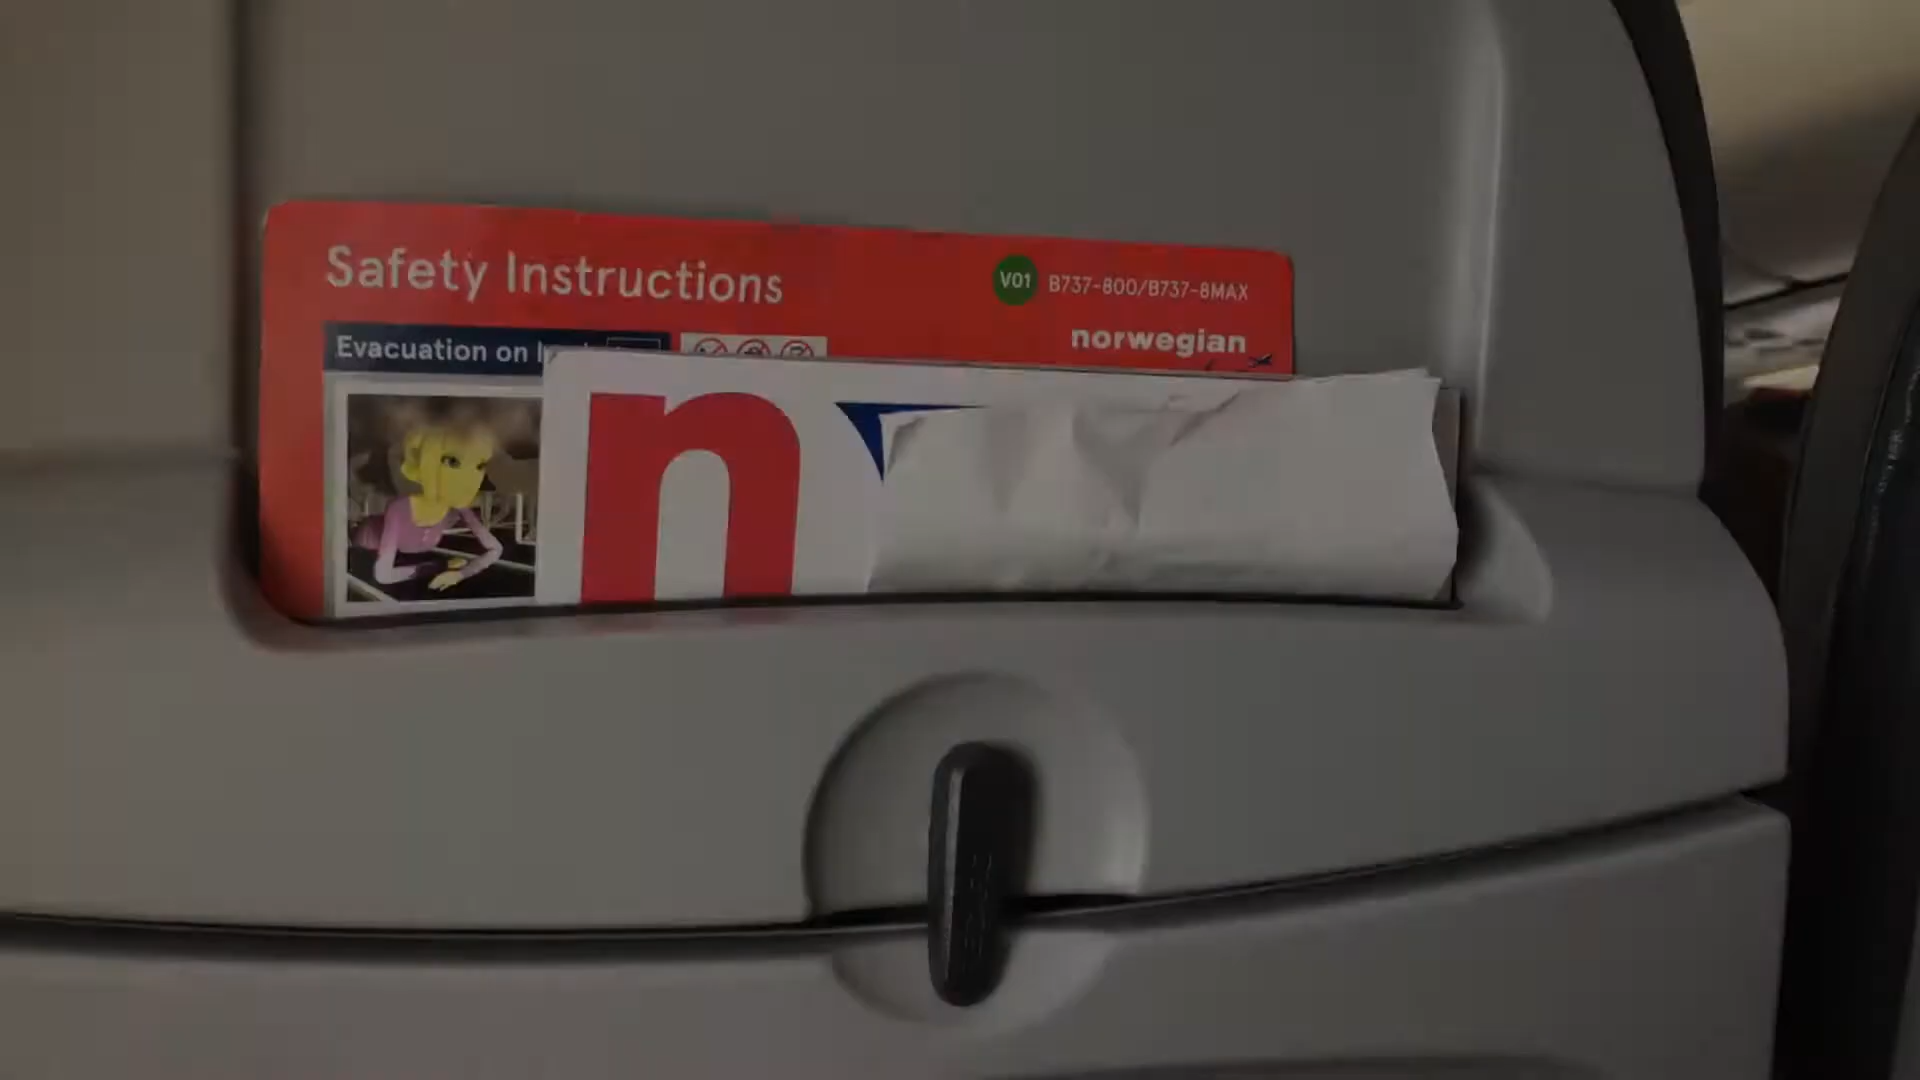 Safety Instructions
V01 B737-800/B737-8MAX
norwegian
Evacuation on
n